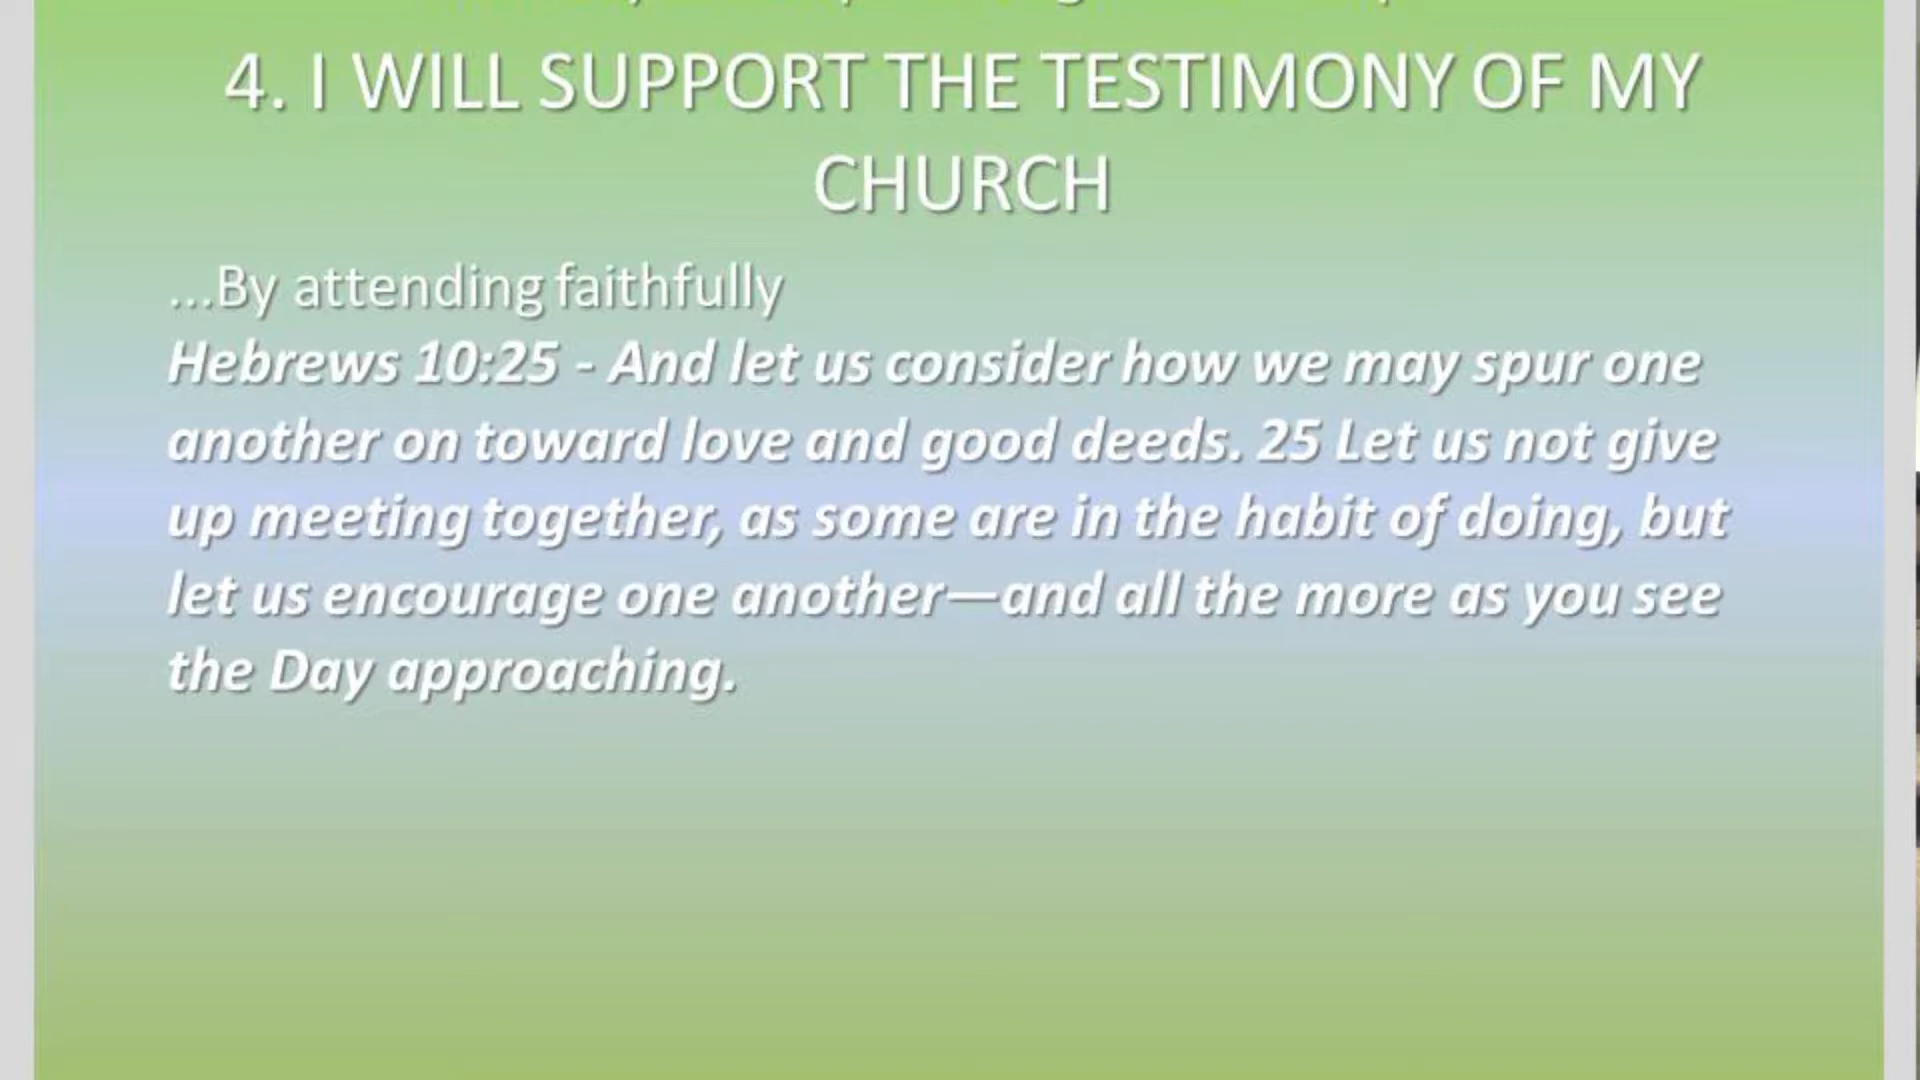 4. I WILL SUPPORT THE TESTIMONY OF MY
CHURCH
...By attending faithfully
Hebrews 10:25 - And let us consider how we may spur one
another on toward love and good deeds. 25 Let us not give
up meeting together, as some are in the habit of doing, but
let us encourage one another—and all the more as you see
the Day approaching.